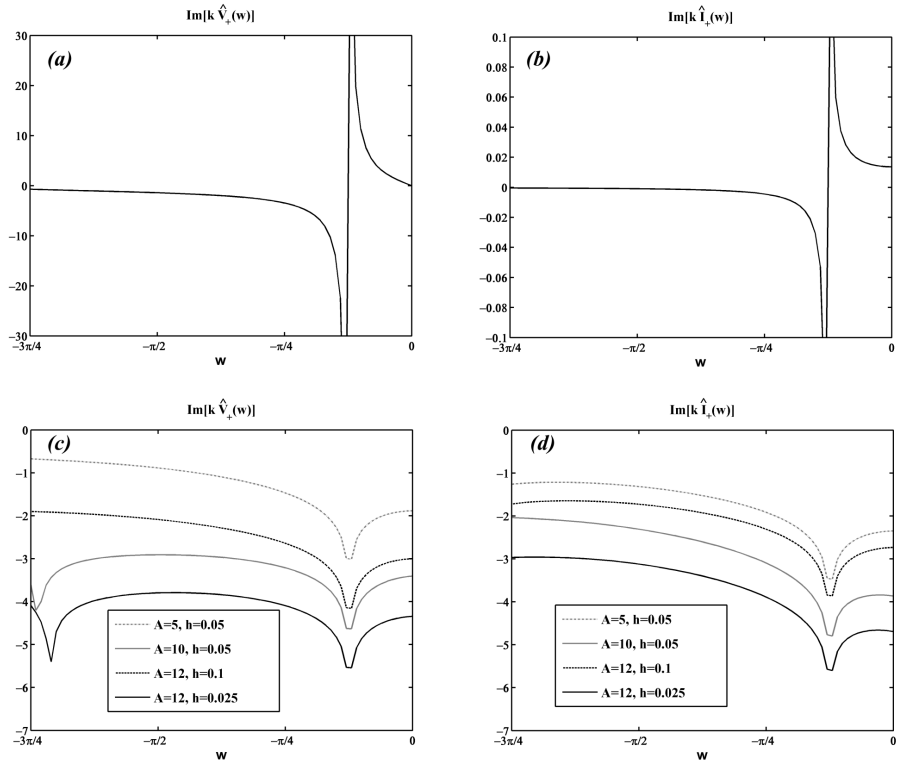 Im[k V̂₊(w)]
(a)
30
20
10
0
−10
−20
−30
−3π/4
−π/2
−π/4
0
w
Im[k Î₊(w)]
(b)
0.1
0.08
0.06
0.04
0.02
0
−0.02
−0.04
−0.06
−0.08
−0.1
−3π/4
−π/2
−π/4
0
w
Im[k V̂₊(w)]
(c)
0
−1
−2
−3
−4
−5
−6
−7
A=5, h=0.05
A=10, h=0.05
A=12, h=0.1
A=12, h=0.025
−3π/4
−π/2
−π/4
0
w
Im[k Î₊(w)]
(d)
0
−1
−2
−3
−4
−5
−6
−7
A=5, h=0.05
A=10, h=0.05
A=12, h=0.1
A=12, h=0.025
−3π/4
−π/2
−π/4
0
w